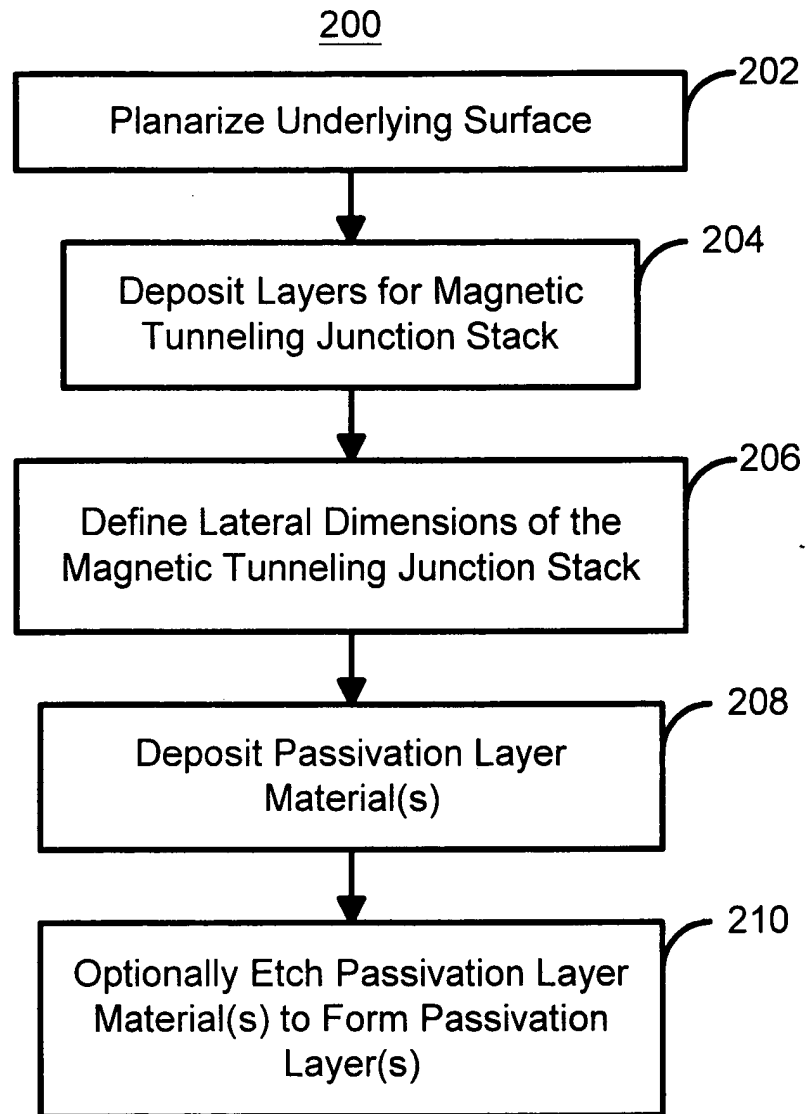 200
202
Planarize Underlying Surface
204
Deposit Layers for Magnetic
Tunneling Junction Stack
206
Define Lateral Dimensions of the
Magnetic Tunneling Junction Stack
208
Deposit Passivation Layer
Material(s)
210
Optionally Etch Passivation Layer
Material(s) to Form Passivation
Layer(s)